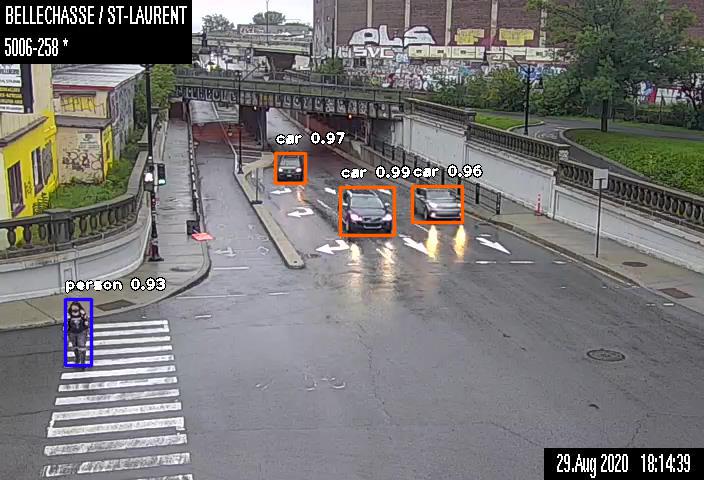 BELLECHASSE / ST-LAURENT
5006-258 *
car 0.97
car 0.99
car 0.96
person 0.93
29.Aug 2020 18:14:39